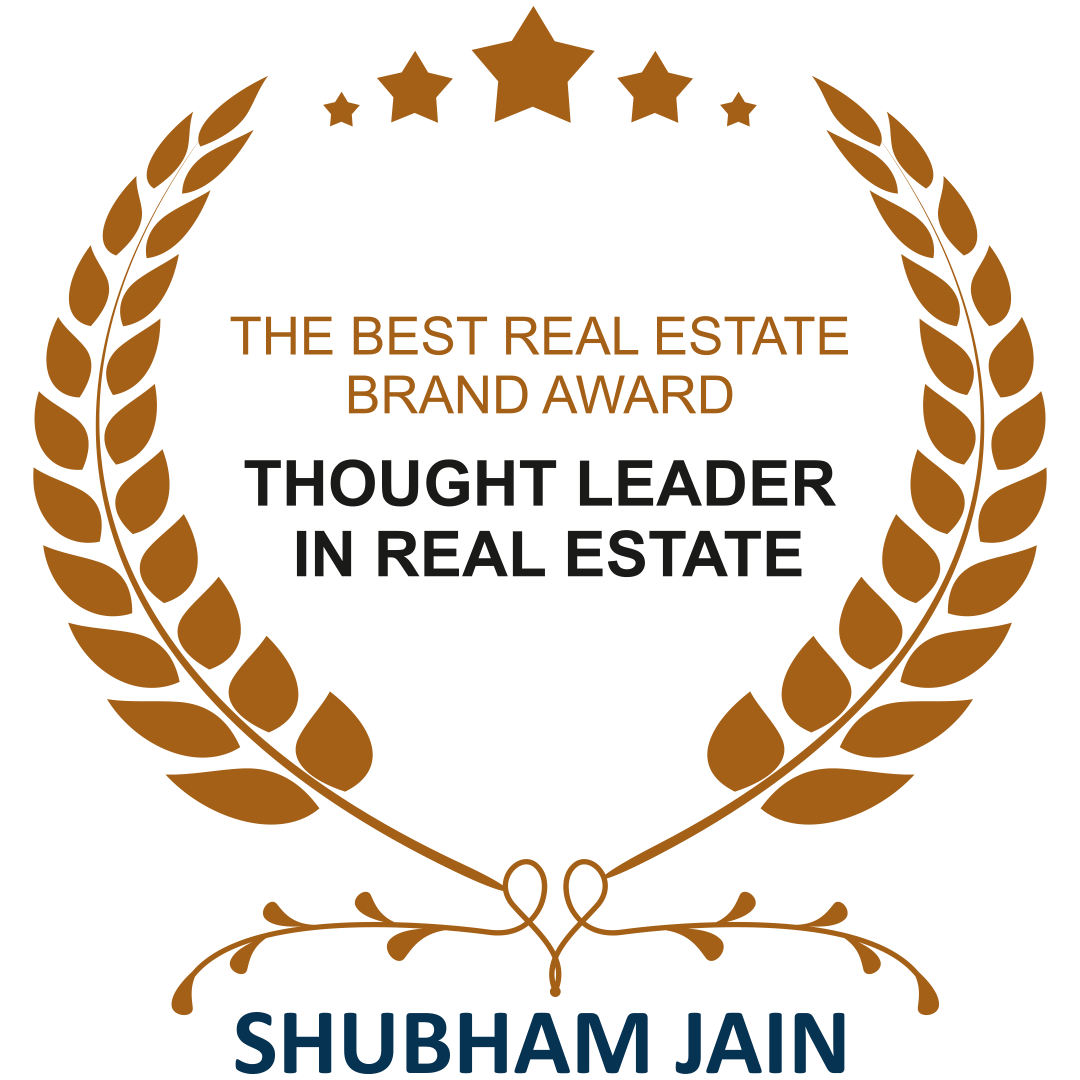 THE BEST REAL ESTATE
BRAND AWARD
THOUGHT LEADER
IN REAL ESTATE
SHUBHAM JAIN